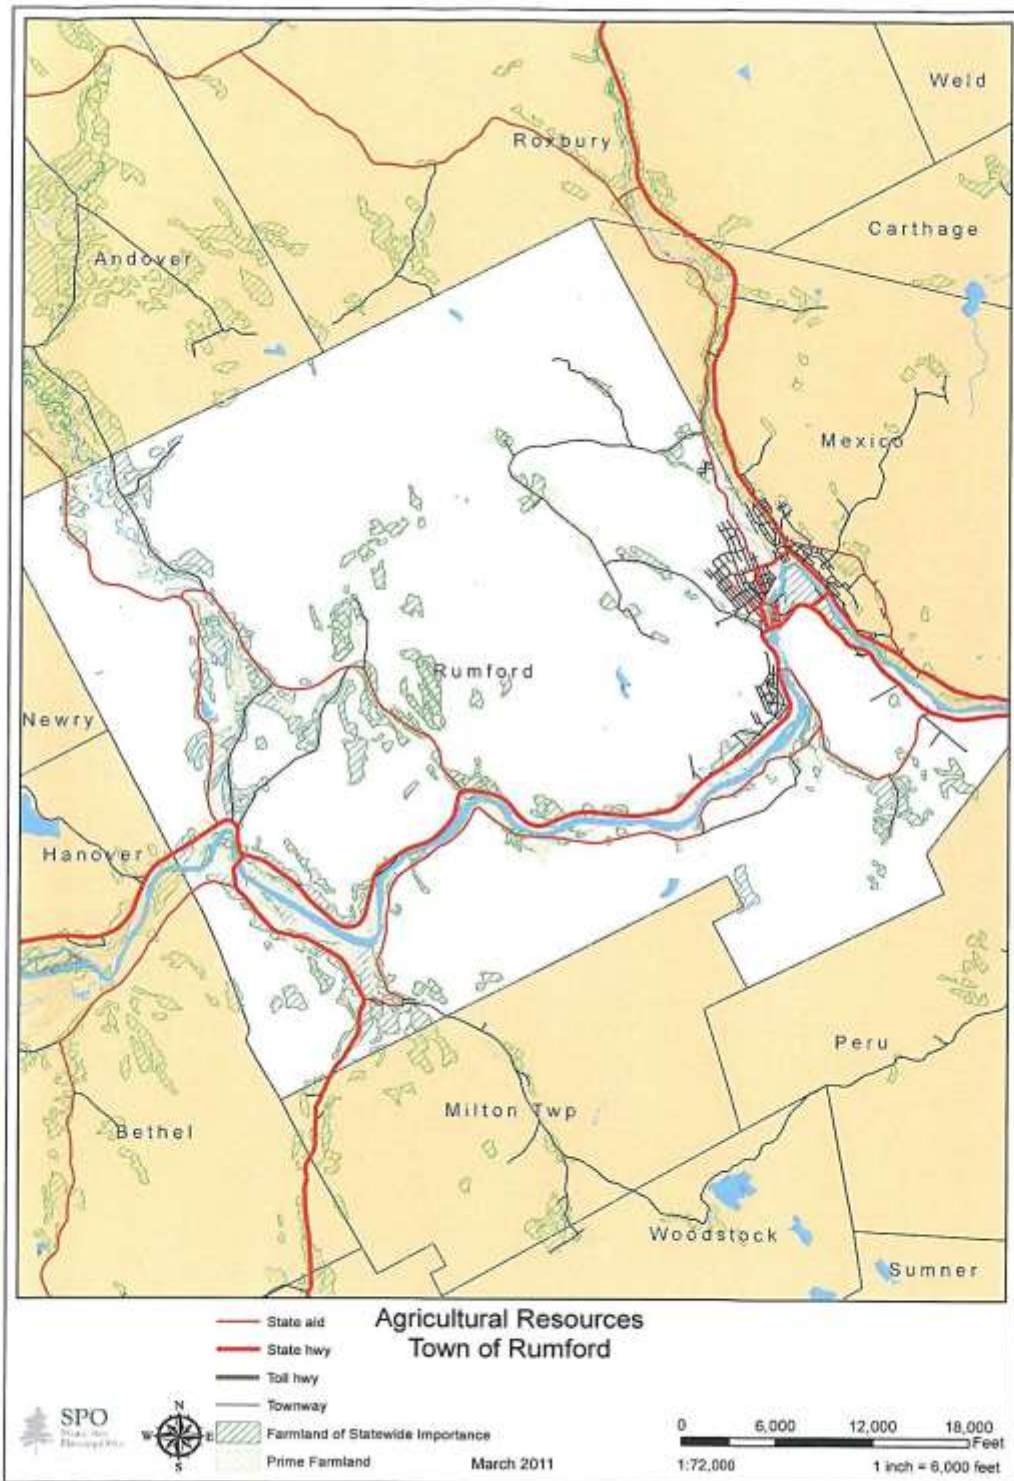 Weld
Roxbury
Carthage
Andover
Mexico
Rumford
Newry
Hanover
Peru
Milton Twp
Bethel
Woodstock
Sumner
Agricultural Resources
Town of Rumford
State aid
State hwy
Toll hwy
Townway
Farmland of Statewide Importance
Prime Farmland
SPO
N
W
E
S
March 2011
0 6,000 12,000 18,000
Feet
1:72,000
1 inch = 6,000 feet